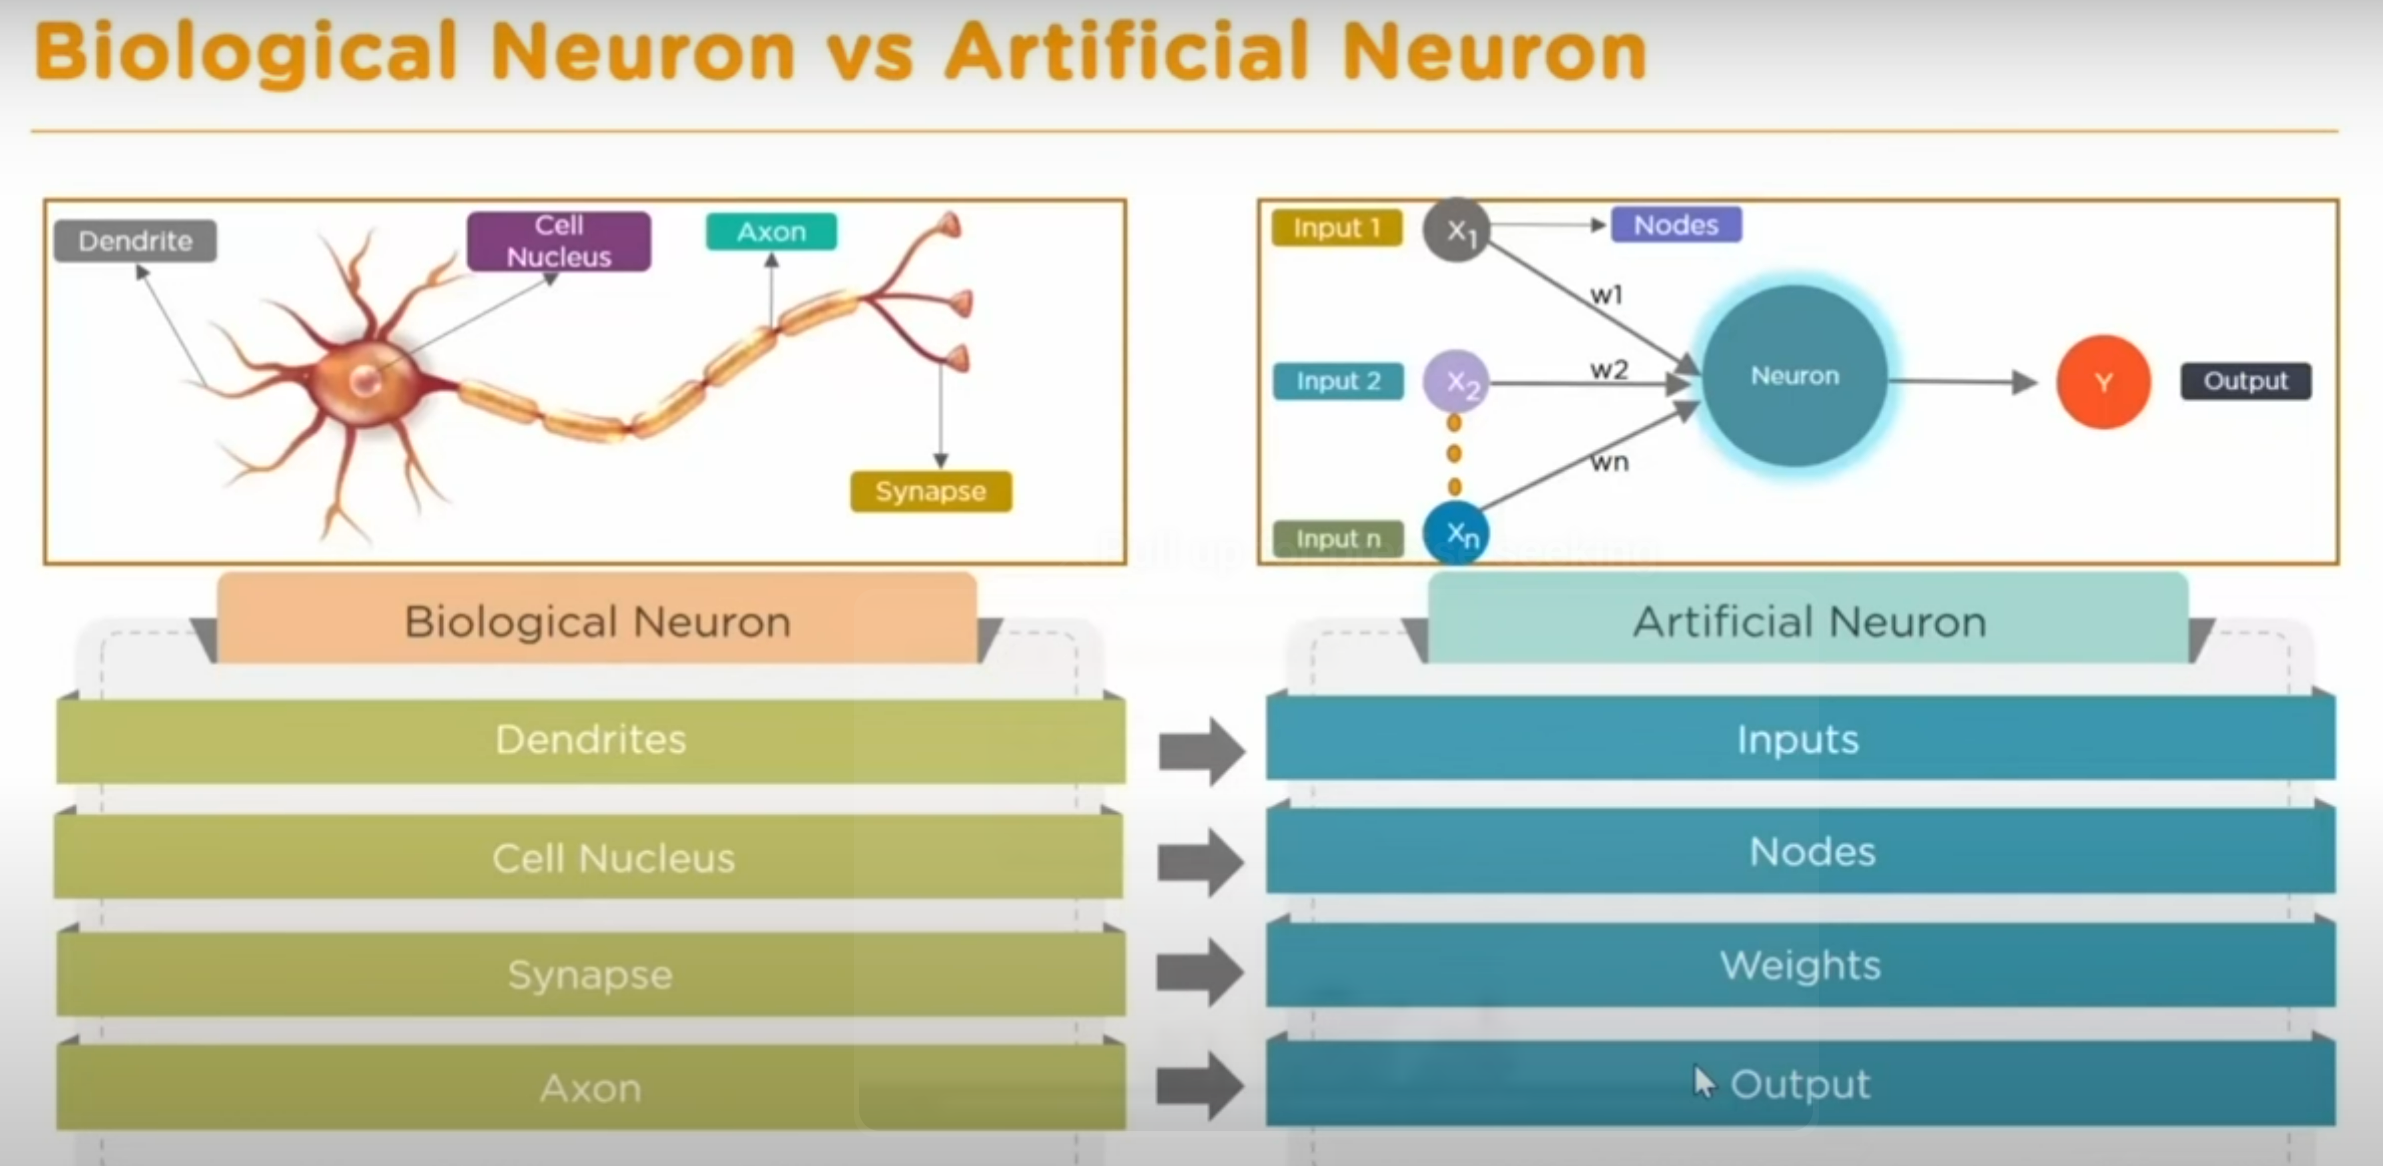 Biological Neuron vs Artificial Neuron
Dendrite
Cell
Nucleus
Axon
Synapse
Input 1
X1
Nodes
w1
Input 2
X2
w2
Neuron
Y
Output
wn
Input n
Xn
Biological Neuron
Artificial Neuron
Dendrites
Inputs
Cell Nucleus
Nodes
Synapse
Weights
Axon
Output